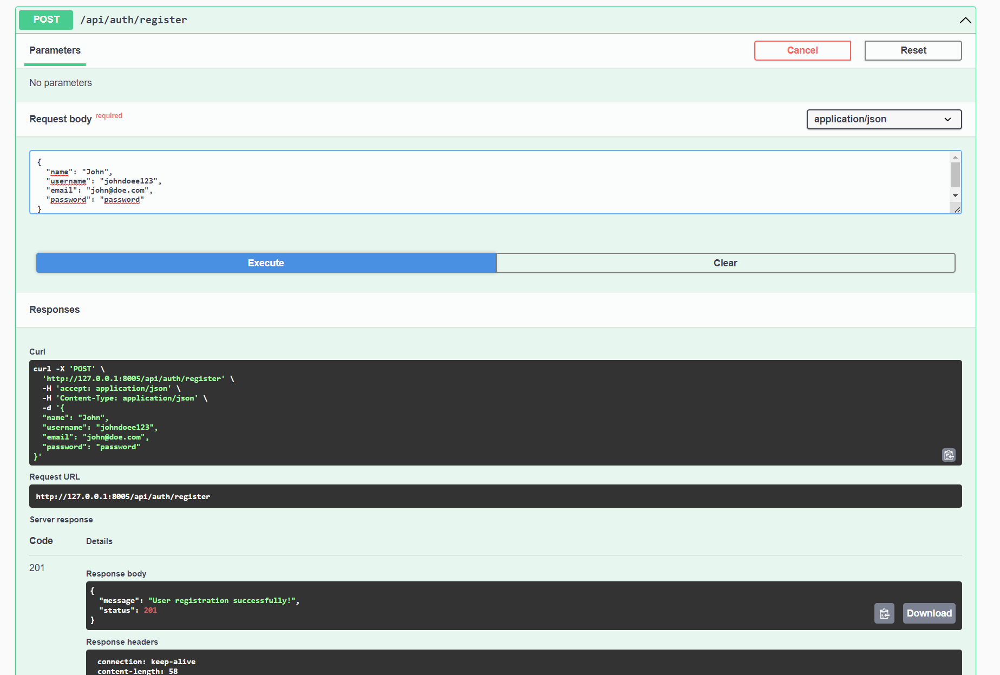 POST /api/auth/register
Parameters
Cancel
Reset
No parameters
Request body required
application/json
{
  "name": "John",
  "username": "johndoee123",
  "email": "john@doe.com",
  "password": "password"
}
Execute
Clear
Responses
Curl
curl -X 'POST' \
  'http://127.0.0.1:8005/api/auth/register' \
  -H 'accept: application/json' \
  -H 'Content-Type: application/json' \
  -d '{
  "name": "John",
  "username": "johndoee123",
  "email": "john@doe.com",
  "password": "password"
}'
Request URL
http://127.0.0.1:8005/api/auth/register
Server response
Code Details
201
Response body
{
  "message": "User registration successfully!",
  "status": 201
}
Download
Response headers
connection: keep-alive
content-length: 58